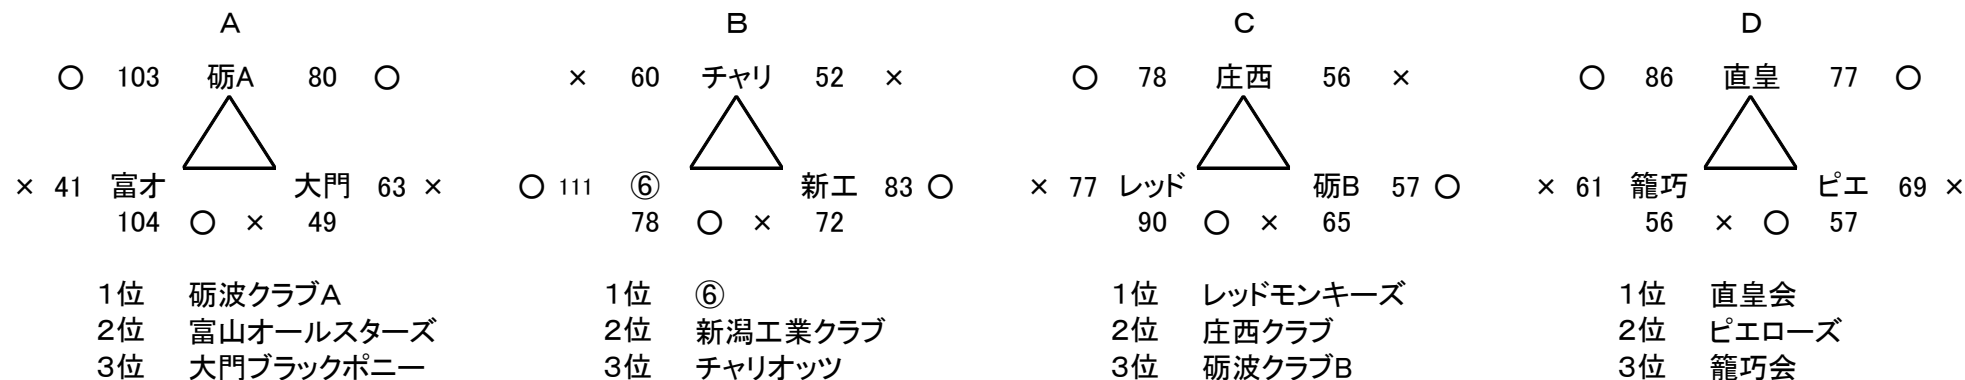 A B C D
○ 103 砺A 80 ○ × 60 チャリ 52 × ○ 78 庄西 56 × ○ 86 直皇 77 ○
× 41 富オ 大門 63 × ○ 111 ⑥ 新工 83 ○ × 77 レッド 砺B 57 ○ × 61 籠巧 ピエ 69 ×
104 ○ × 49 78 ○ × 72 90 ○ × 65 56 × ○ 57
1位 砺波クラブA 1位 ⑥ 1位 レッドモンキーズ 1位 直皇会
2位 富山オールスターズ 2位 新潟工業クラブ 2位 庄西クラブ 2位 ピエローズ
3位 大門ブラックポニー 3位 チャリオッツ 3位 砺波クラブB 3位 籠巧会